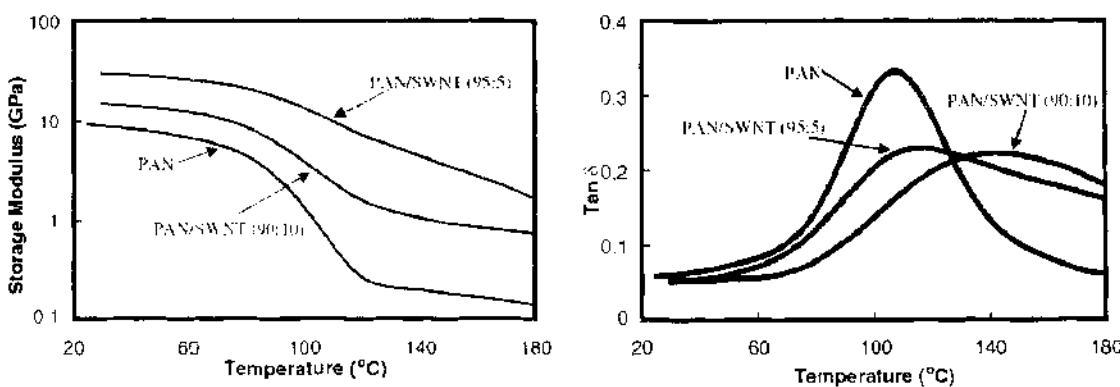 100
10
1
0 1
Storage Modulus (GPa)
PAN/SWNT (95:5)
PAN
PAN/SWNT (90:10)
20 60 100 140 180
Temperature (°C)
0.4
0.3
0.2
0.1
0
Tan δ
PAN
PAN/SWNT (90:10)
PAN/SWNT (95:5)
20 60 100 140 180
Temperature (°C)